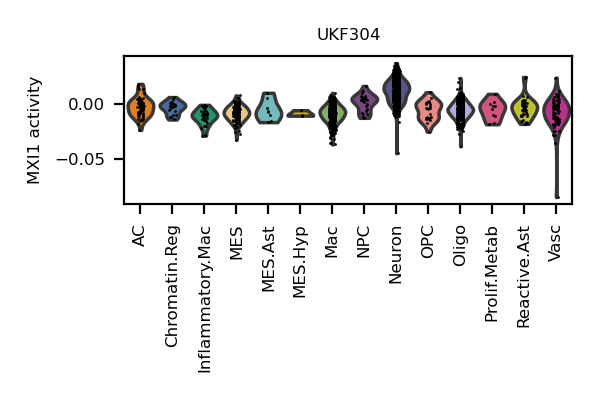 UKF304
MXI1 activity
0.00
−0.05
AC
Chromatin.Reg
Inflammatory.Mac
MES
MES.Ast
MES.Hyp
Mac
NPC
Neuron
OPC
Oligo
Prolif.Metab
Reactive.Ast
Vasc